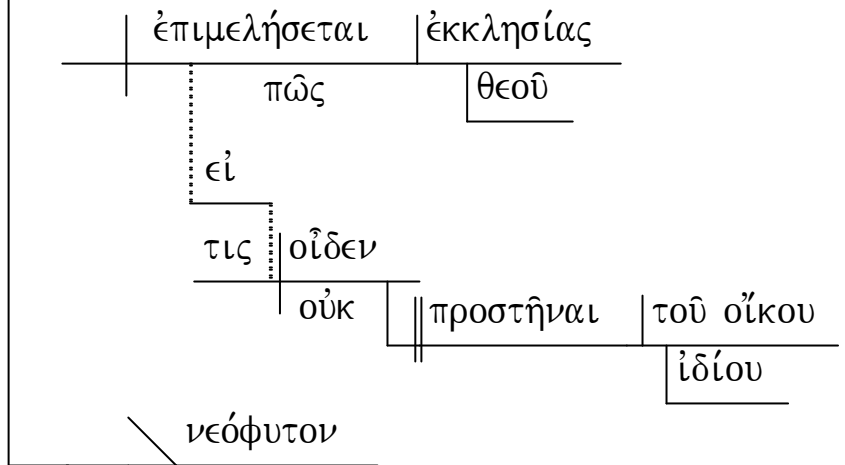 ἐπιμελήσεται ἐκκλησίας
πῶς θεοῦ
εἰ
τις οἶδεν
οὐκ προστῆναι τοῦ οἴκου
ἰδίου
νεόφυτον